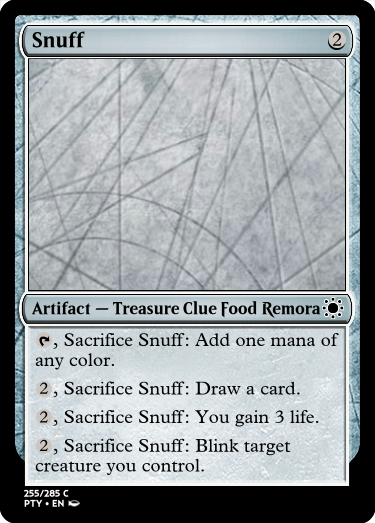 Snuff 2
Artifact — Treasure Clue Food Remora
, Sacrifice Snuff: Add one mana of
any color.
2, Sacrifice Snuff: Draw a card.
2, Sacrifice Snuff: You gain 3 life.
2, Sacrifice Snuff: Blink target
creature you control.
255/285 C
PTY • EN